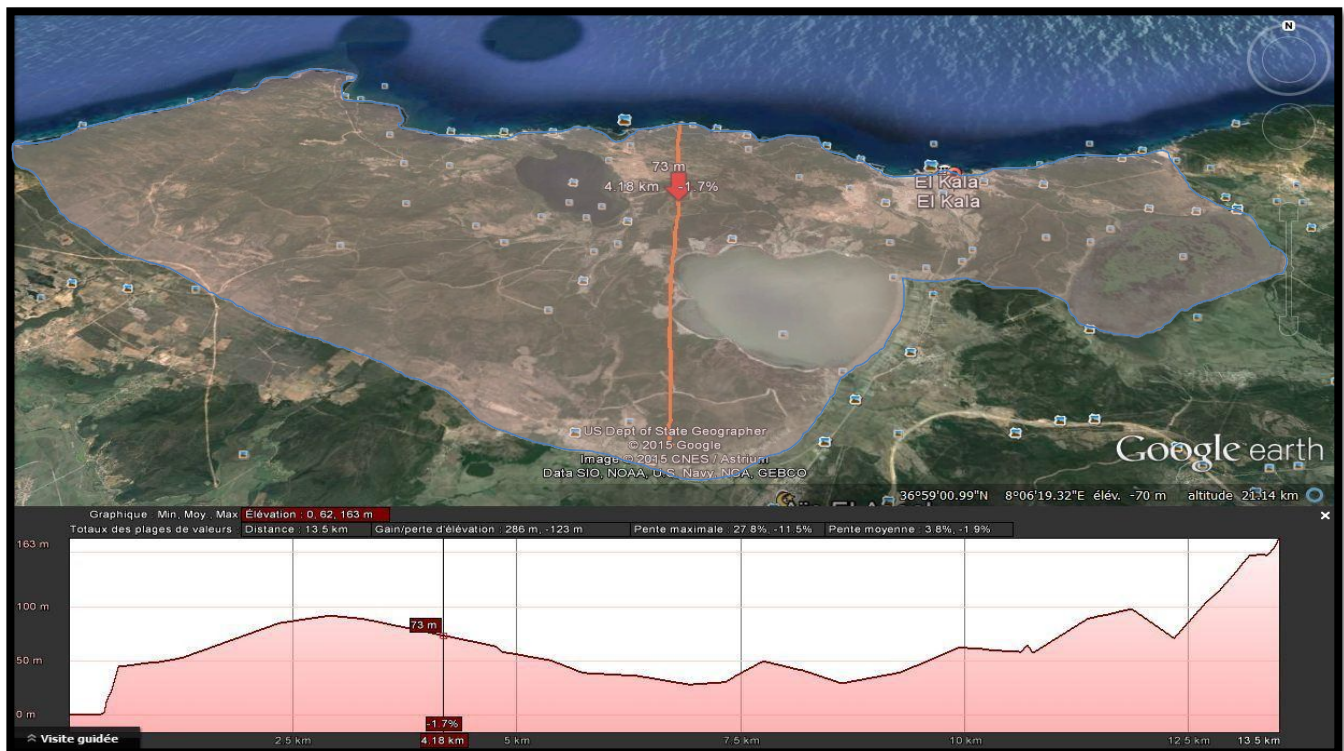 N
73 m
4.18 km -1.7%
El Kala
El Kala
US Dept of State Geographer
© 2015 Google
Image © 2015 CNES / Astrium
Data SIO, NOAA, U.S. Navy, NGA, GEBCO
Google earth
36°59'00.99"N 8°06'19.32"E élév. -70 m altitude 21.14 km
Graphique : Min, Moy, Max Élévation : 0, 62, 163 m
Totaux des plages de valeurs : Distance : 13.5 km Gain/perte d'élévation : 286 m, -123 m Pente maximale : 27.8%, -11.5% Pente moyenne : 3.8%, -1.9%
163 m
100 m
73 m
50 m
0 m
-1.7%
Visite guidée 2.5 km 4.18 km 5 km 7.5 km 10 km 12.5 km 13.5 km